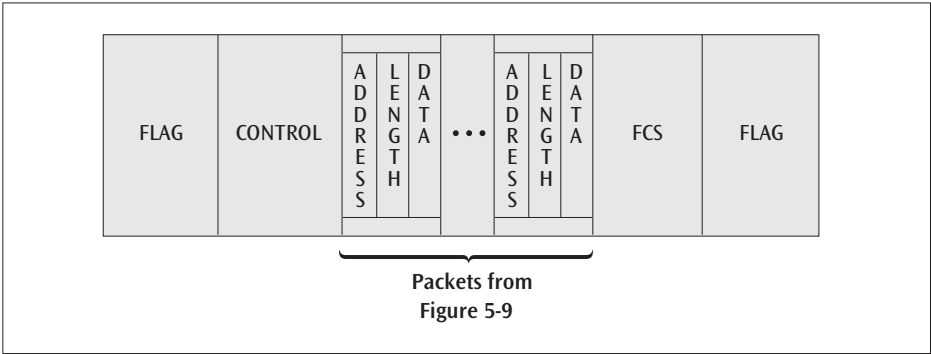 FLAG
CONTROL
ADDRESS
LENGTH
DATA
•••
ADDRESS
LENGTH
DATA
FCS
FLAG
Packets from
Figure 5-9